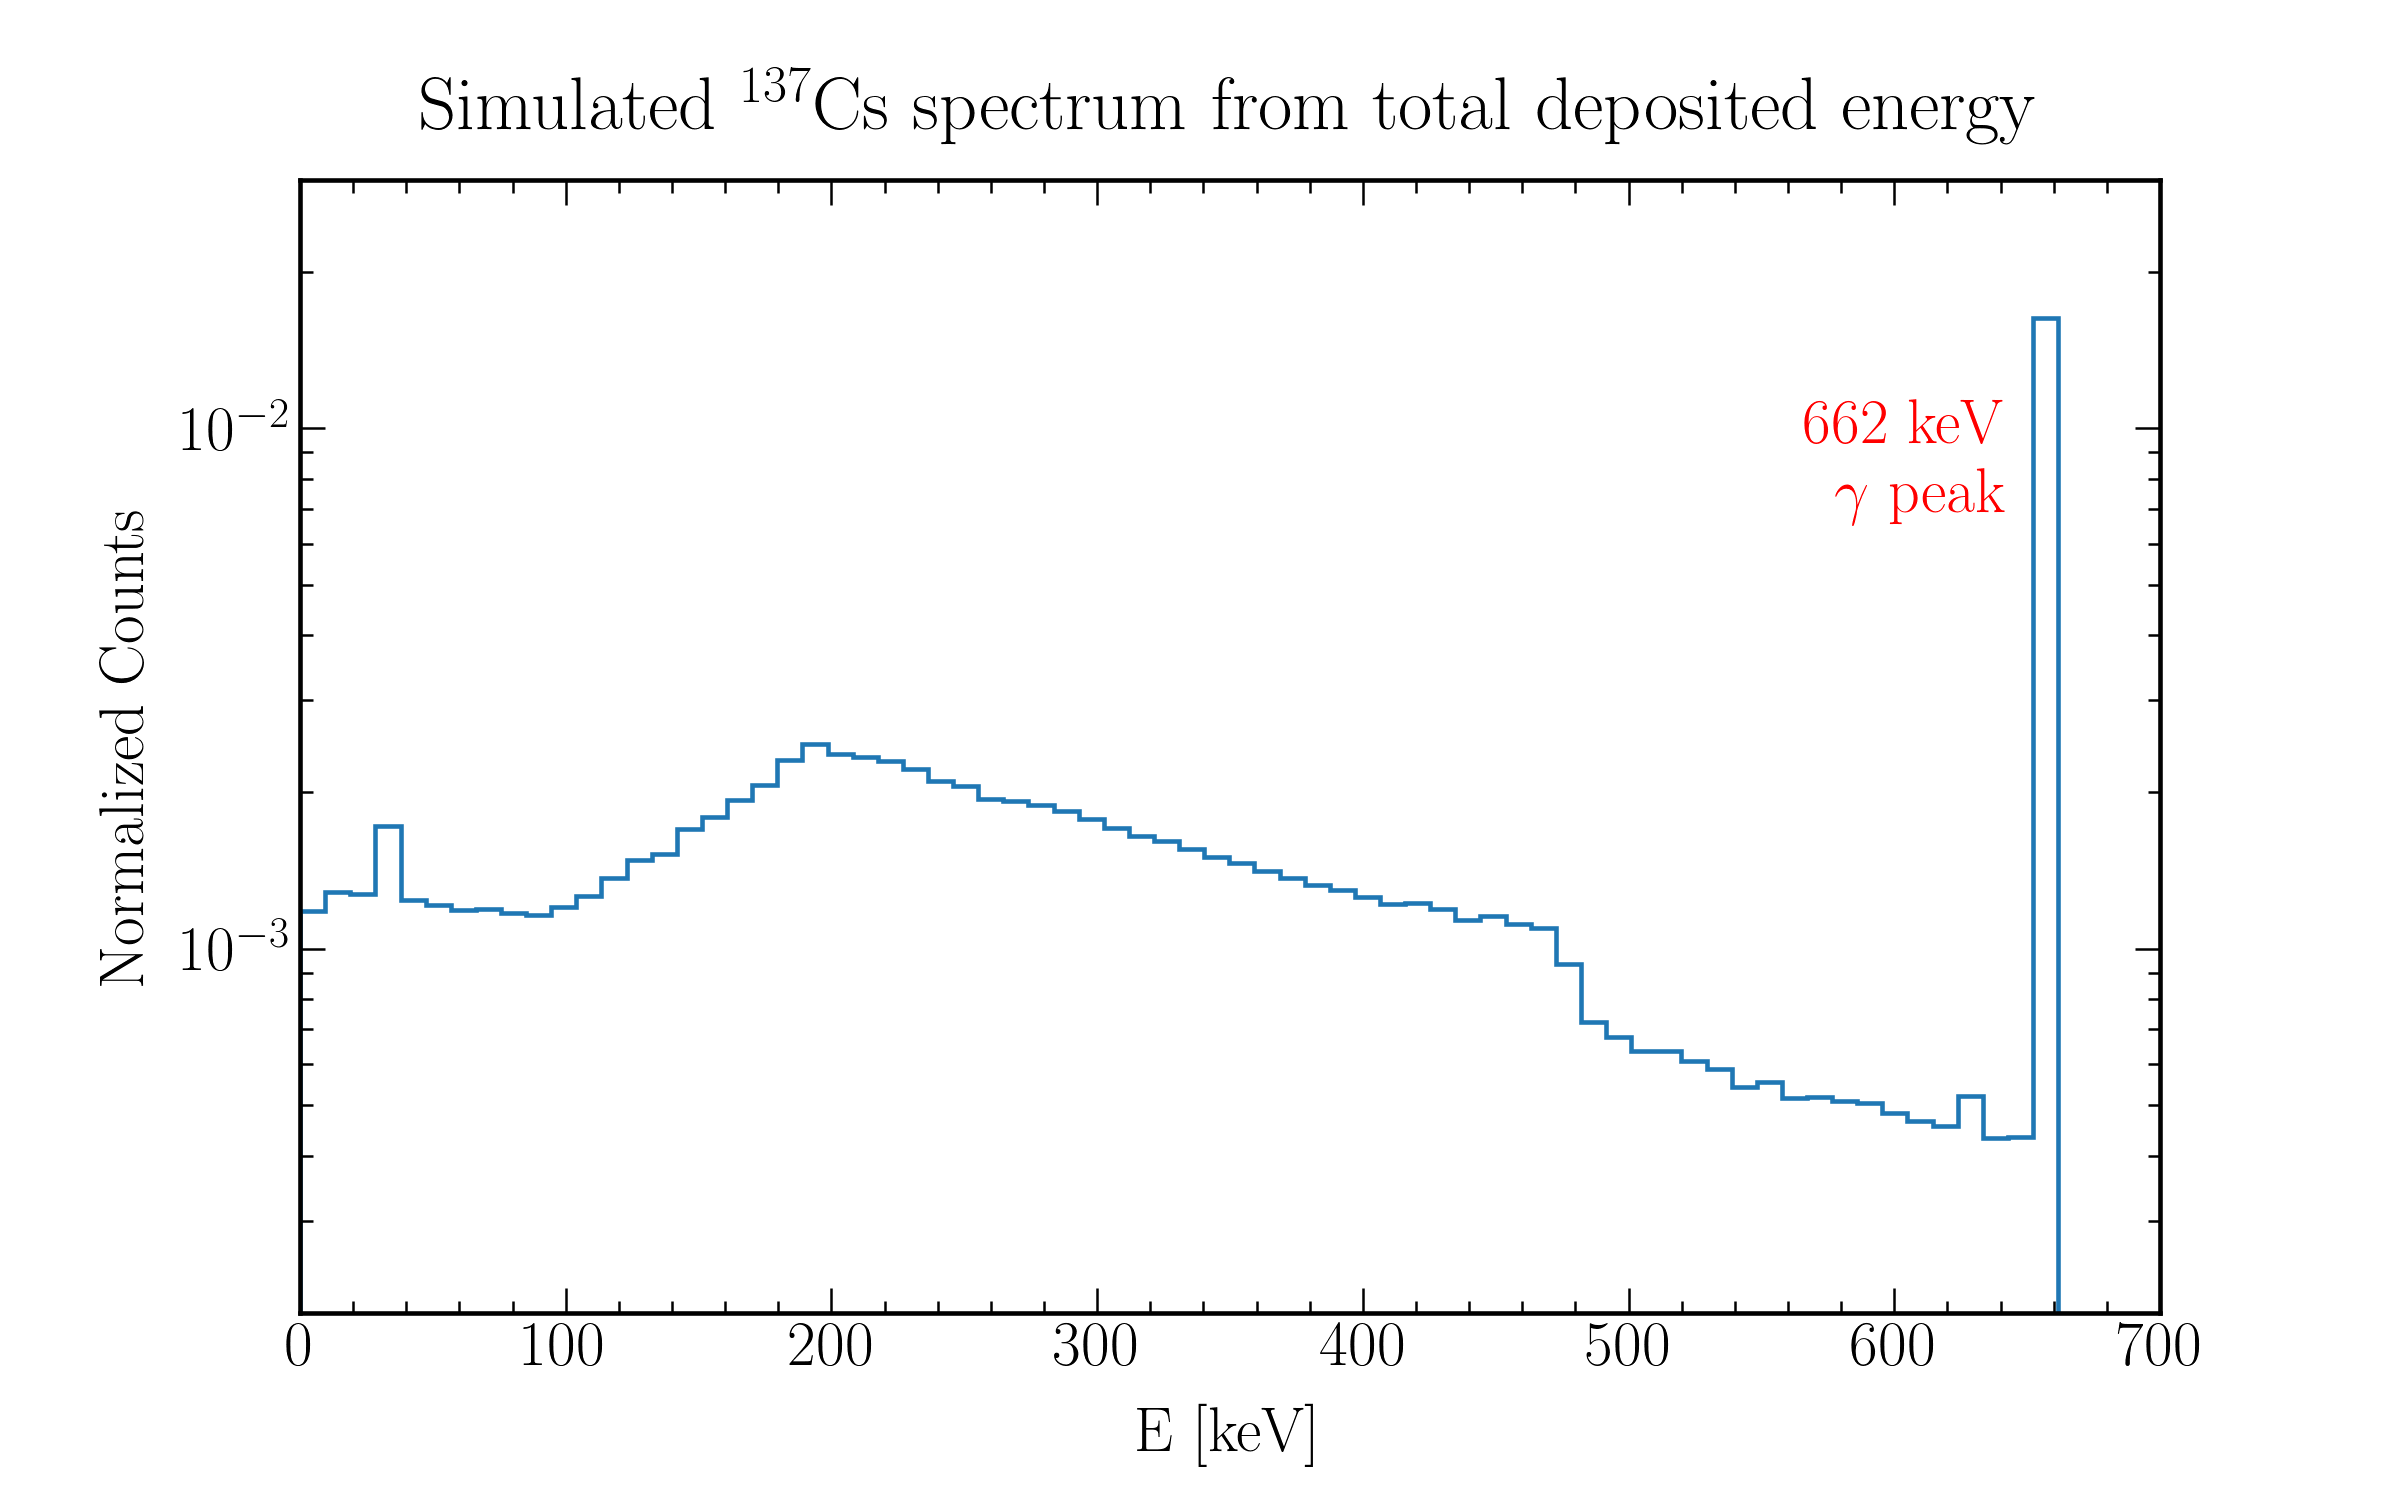 Simulated ¹³⁷Cs spectrum from total deposited energy
10⁻²
10⁻³
Normalized Counts
662 keV
γ peak
0 100 200 300 400 500 600 700
E [keV]